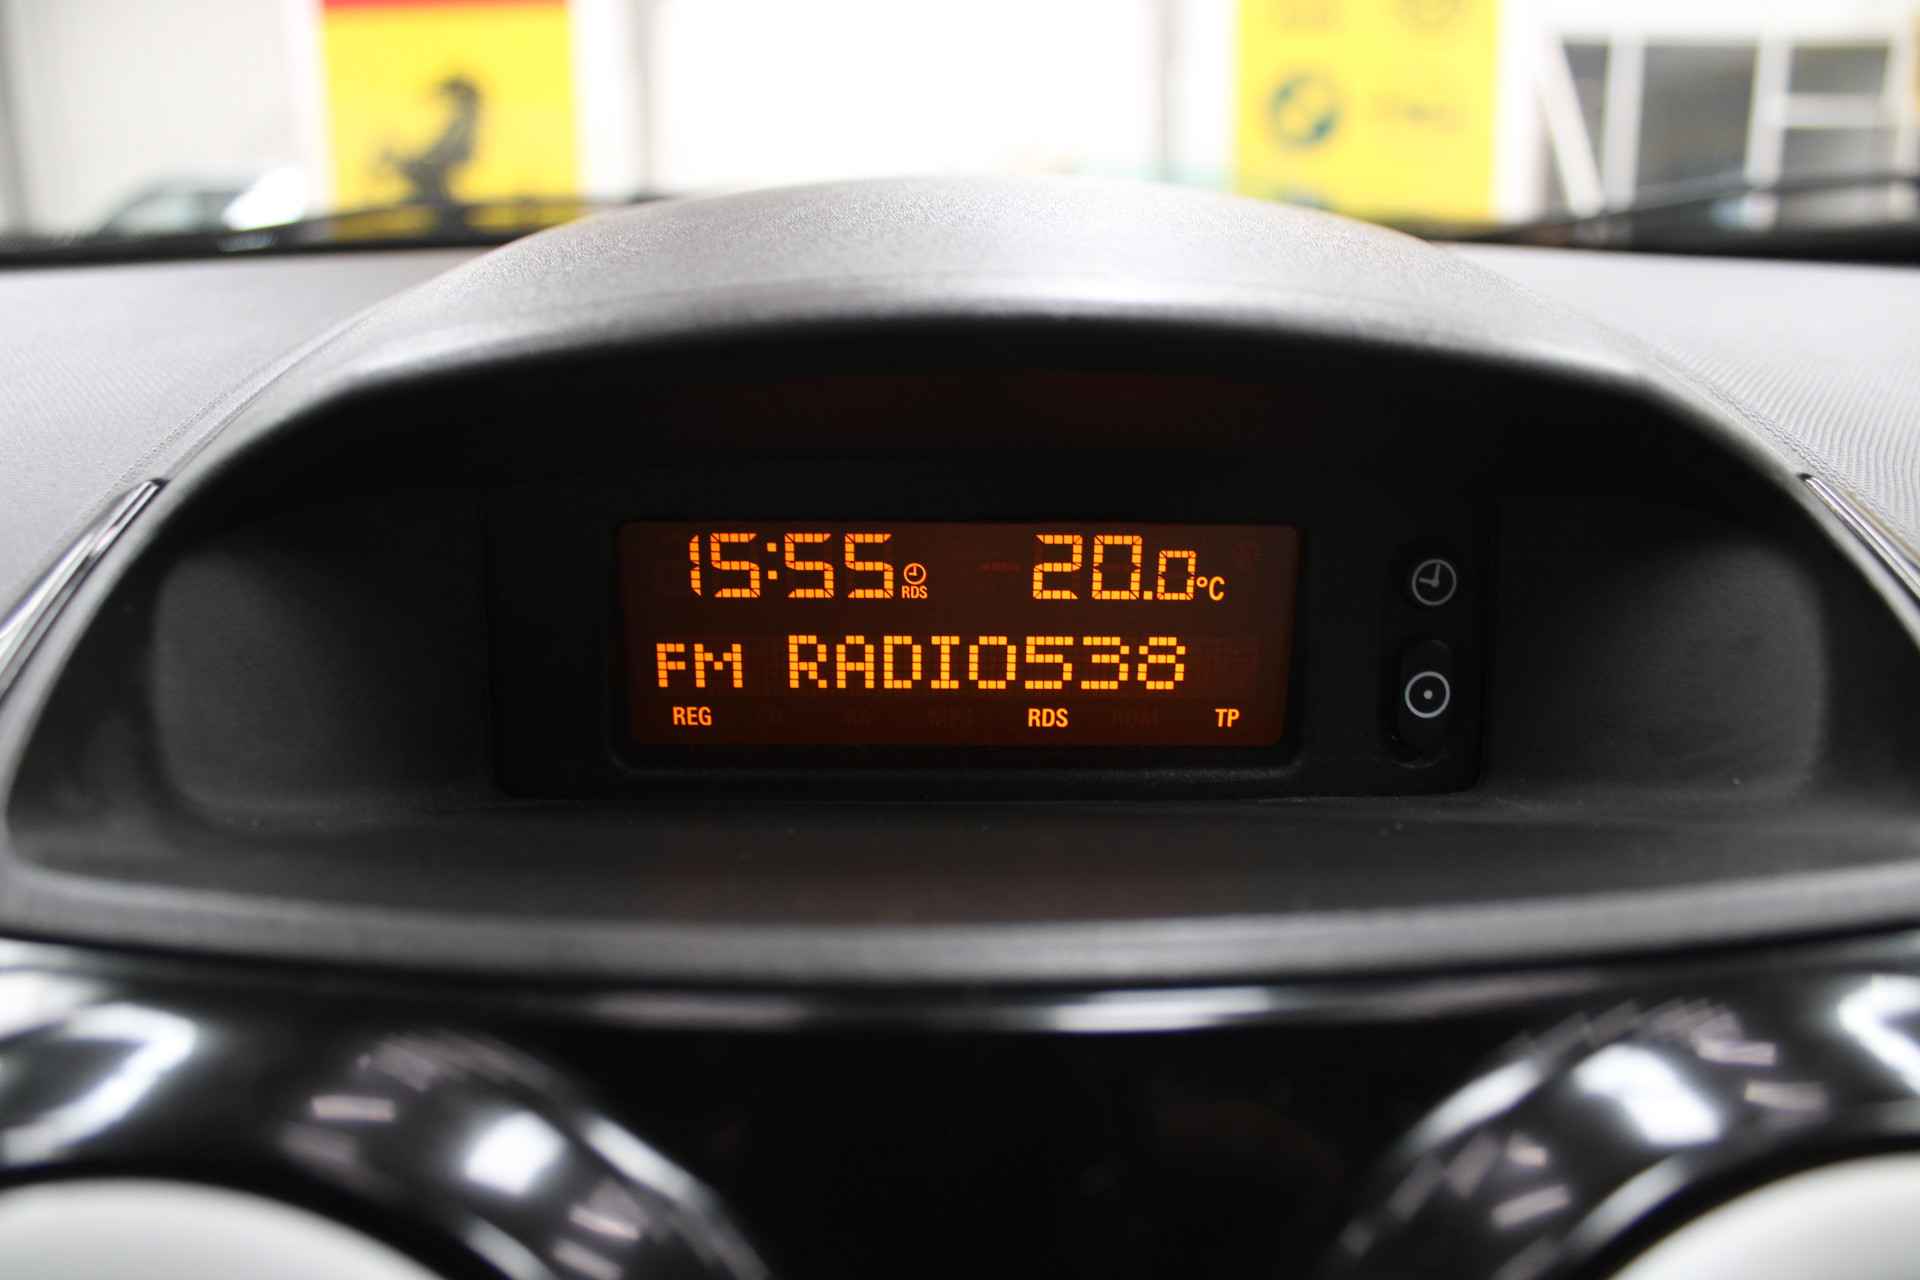 15:55 RDS 20.0°C
FM RADIO538
REG RDS TP